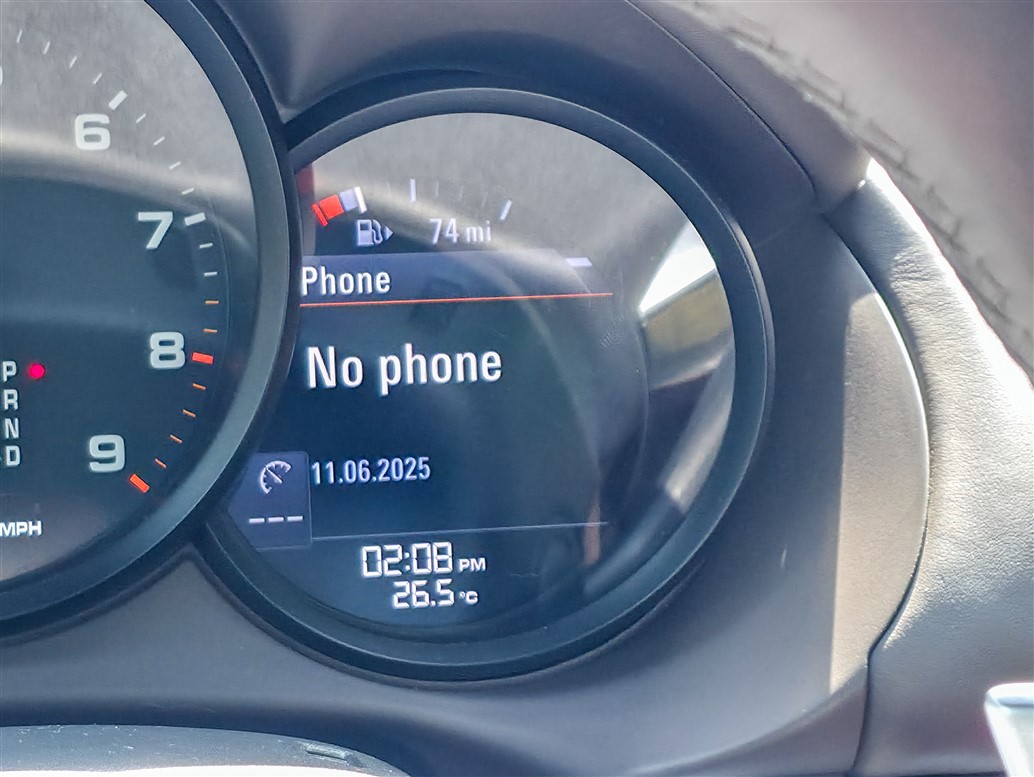 6
7
8
9
P
R
N
D
MPH
74 mi
Phone
No phone
11.06.2025
---
02:08 PM
26.5 °C